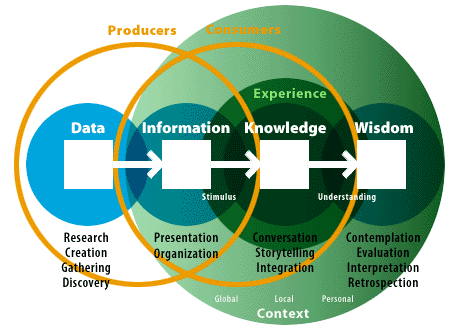 Producers
Consumers
Experience
Data
Information
Knowledge
Wisdom
Stimulus
Understanding
Research
Creation
Gathering
Discovery
Presentation
Organization
Conversation
Storytelling
Integration
Contemplation
Evaluation
Interpretation
Retrospection
Global
Local
Personal
Context